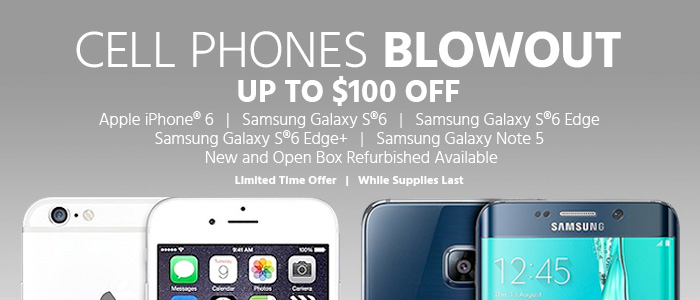 CELL PHONES BLOWOUT
UP TO $100 OFF
Apple iPhone® 6 | Samsung Galaxy S®6 | Samsung Galaxy S®6 Edge
Samsung Galaxy S®6 Edge+ | Samsung Galaxy Note 5
New and Open Box Refurbished Available
Limited Time Offer | While Supplies Last
9:41 AM 100%
Tuesday
9
Messages Calendar Photos Camera
SAMSUNG
12:45